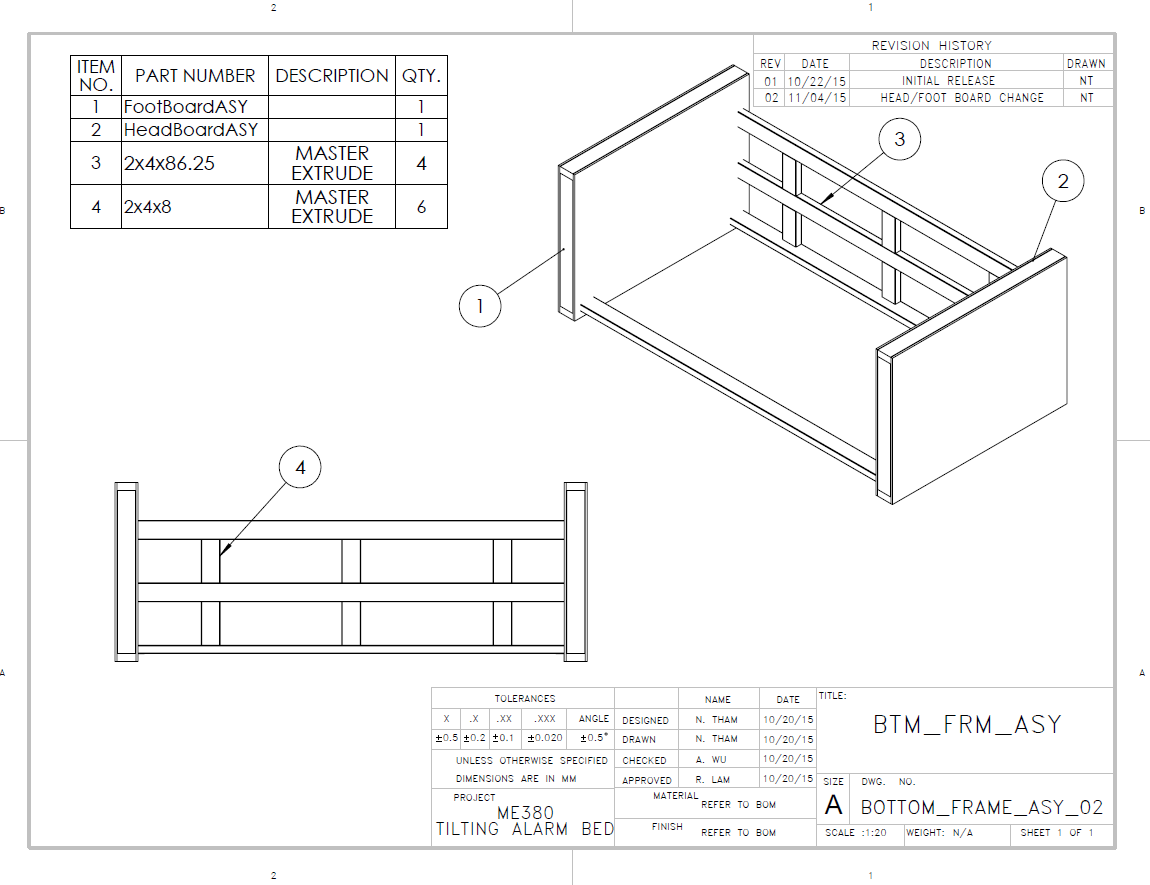 2 1
ITEM NO. PART NUMBER DESCRIPTION QTY.
1 FootBoardASY 1
2 HeadBoardASY 1
3 2x4x86.25 MASTER EXTRUDE 4
4 2x4x8 MASTER EXTRUDE 6
REVISION HISTORY
REV DATE DESCRIPTION DRAWN
01 10/22/15 INITIAL RELEASE NT
02 11/04/15 HEAD/FOOT BOARD CHANGE NT
3
2
B B
1
4
A A
TOLERANCES
X .X .XX .XXX ANGLE
±0.5 ±0.2 ±0.1 ±0.020 ±0.5°
UNLESS OTHERWISE SPECIFIED
DIMENSIONS ARE IN MM
PROJECT
ME380
TILTING ALARM BED
NAME DATE
DESIGNED N. THAM 10/20/15
DRAWN N. THAM 10/20/15
CHECKED A. WU 10/20/15
APPROVED R. LAM 10/20/15
MATERIAL REFER TO BOM
FINISH REFER TO BOM
TITLE:
BTM_FRM_ASY
SIZE DWG. NO.
A BOTTOM_FRAME_ASY_02
SCALE :1:20 WEIGHT: N/A SHEET 1 OF 1
2 1